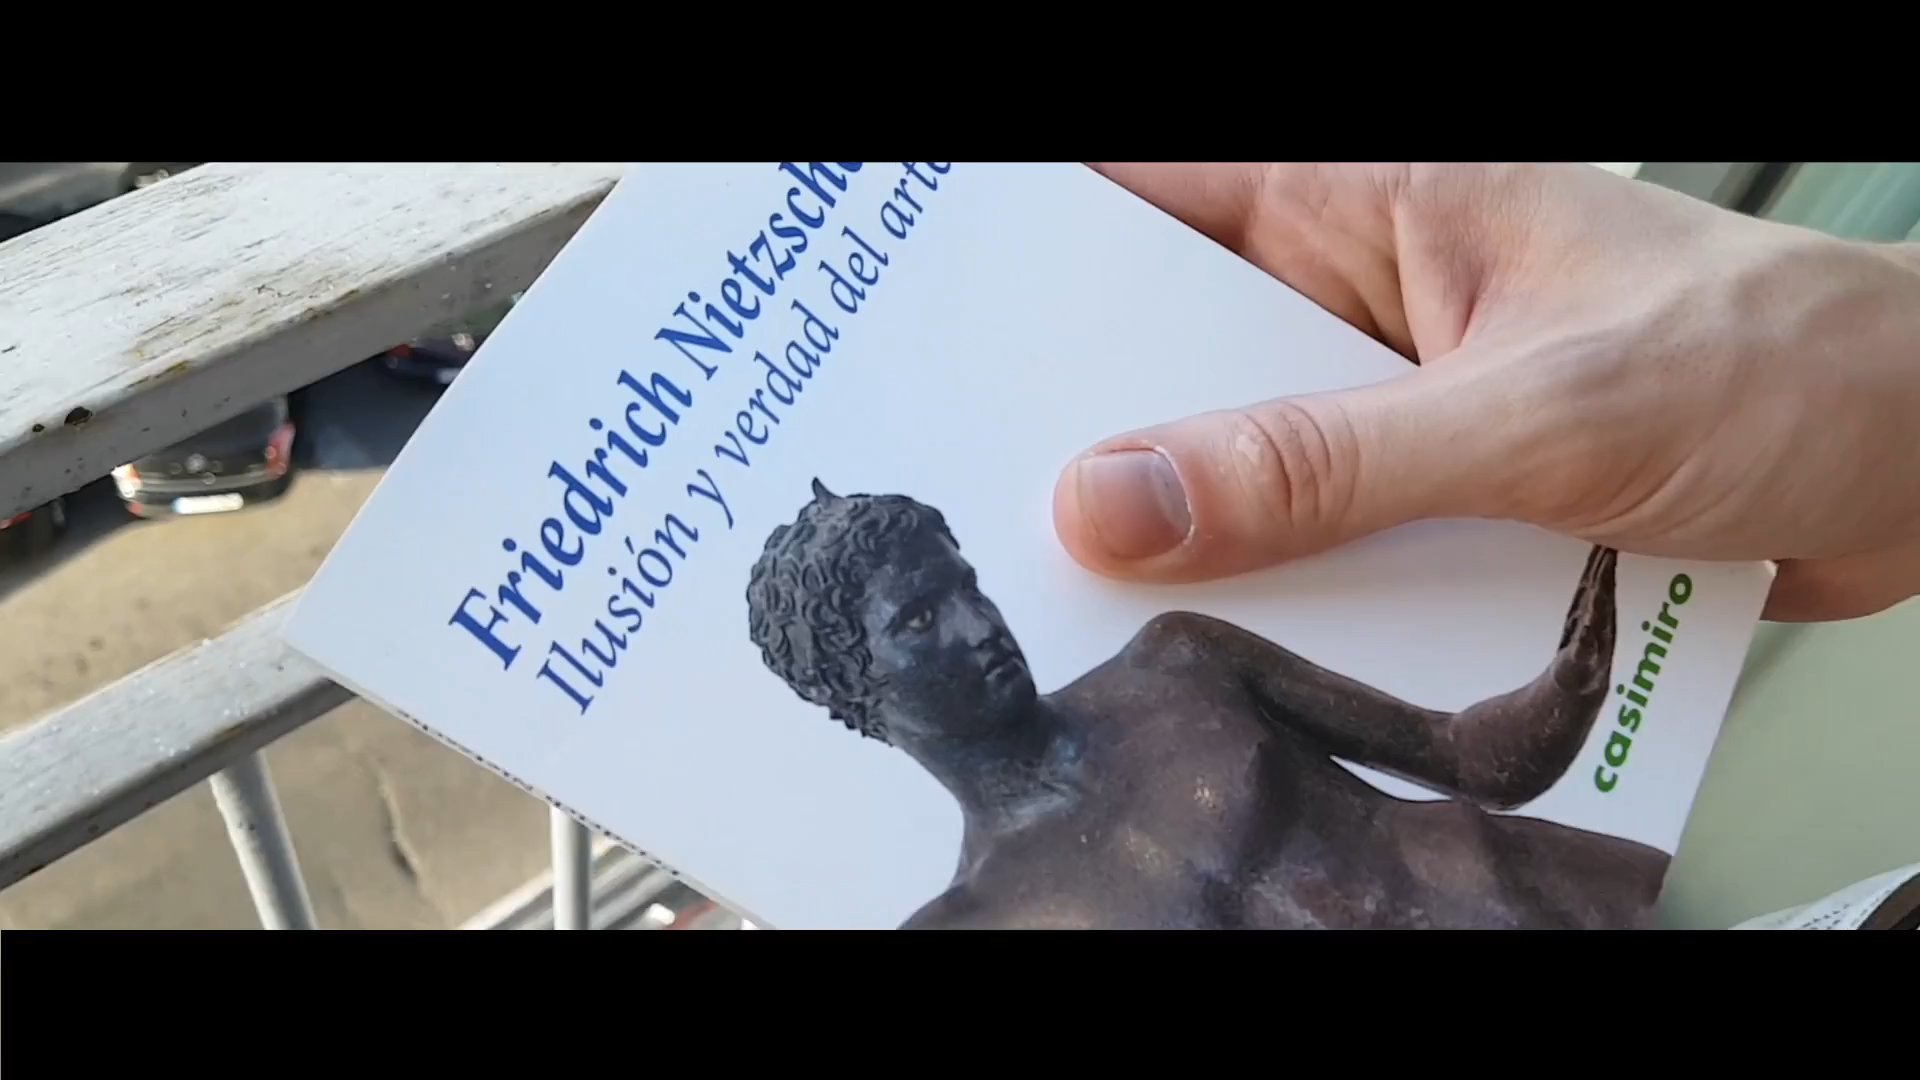 Friedrich Nietzsche
Ilusión y verdad del arte
casimiro